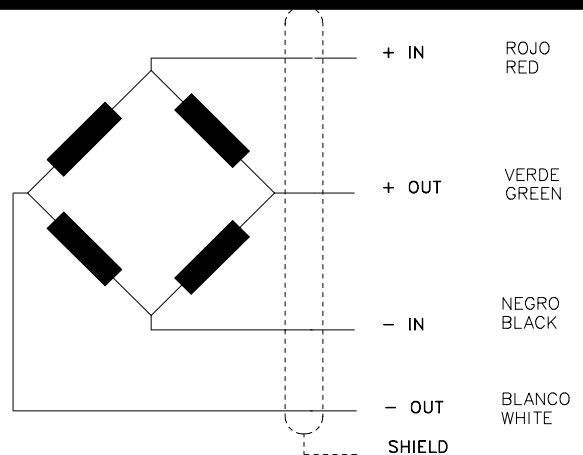 + IN ROJO
RED
+ OUT VERDE
GREEN
− IN NEGRO
BLACK
− OUT BLANCO
WHITE
SHIELD